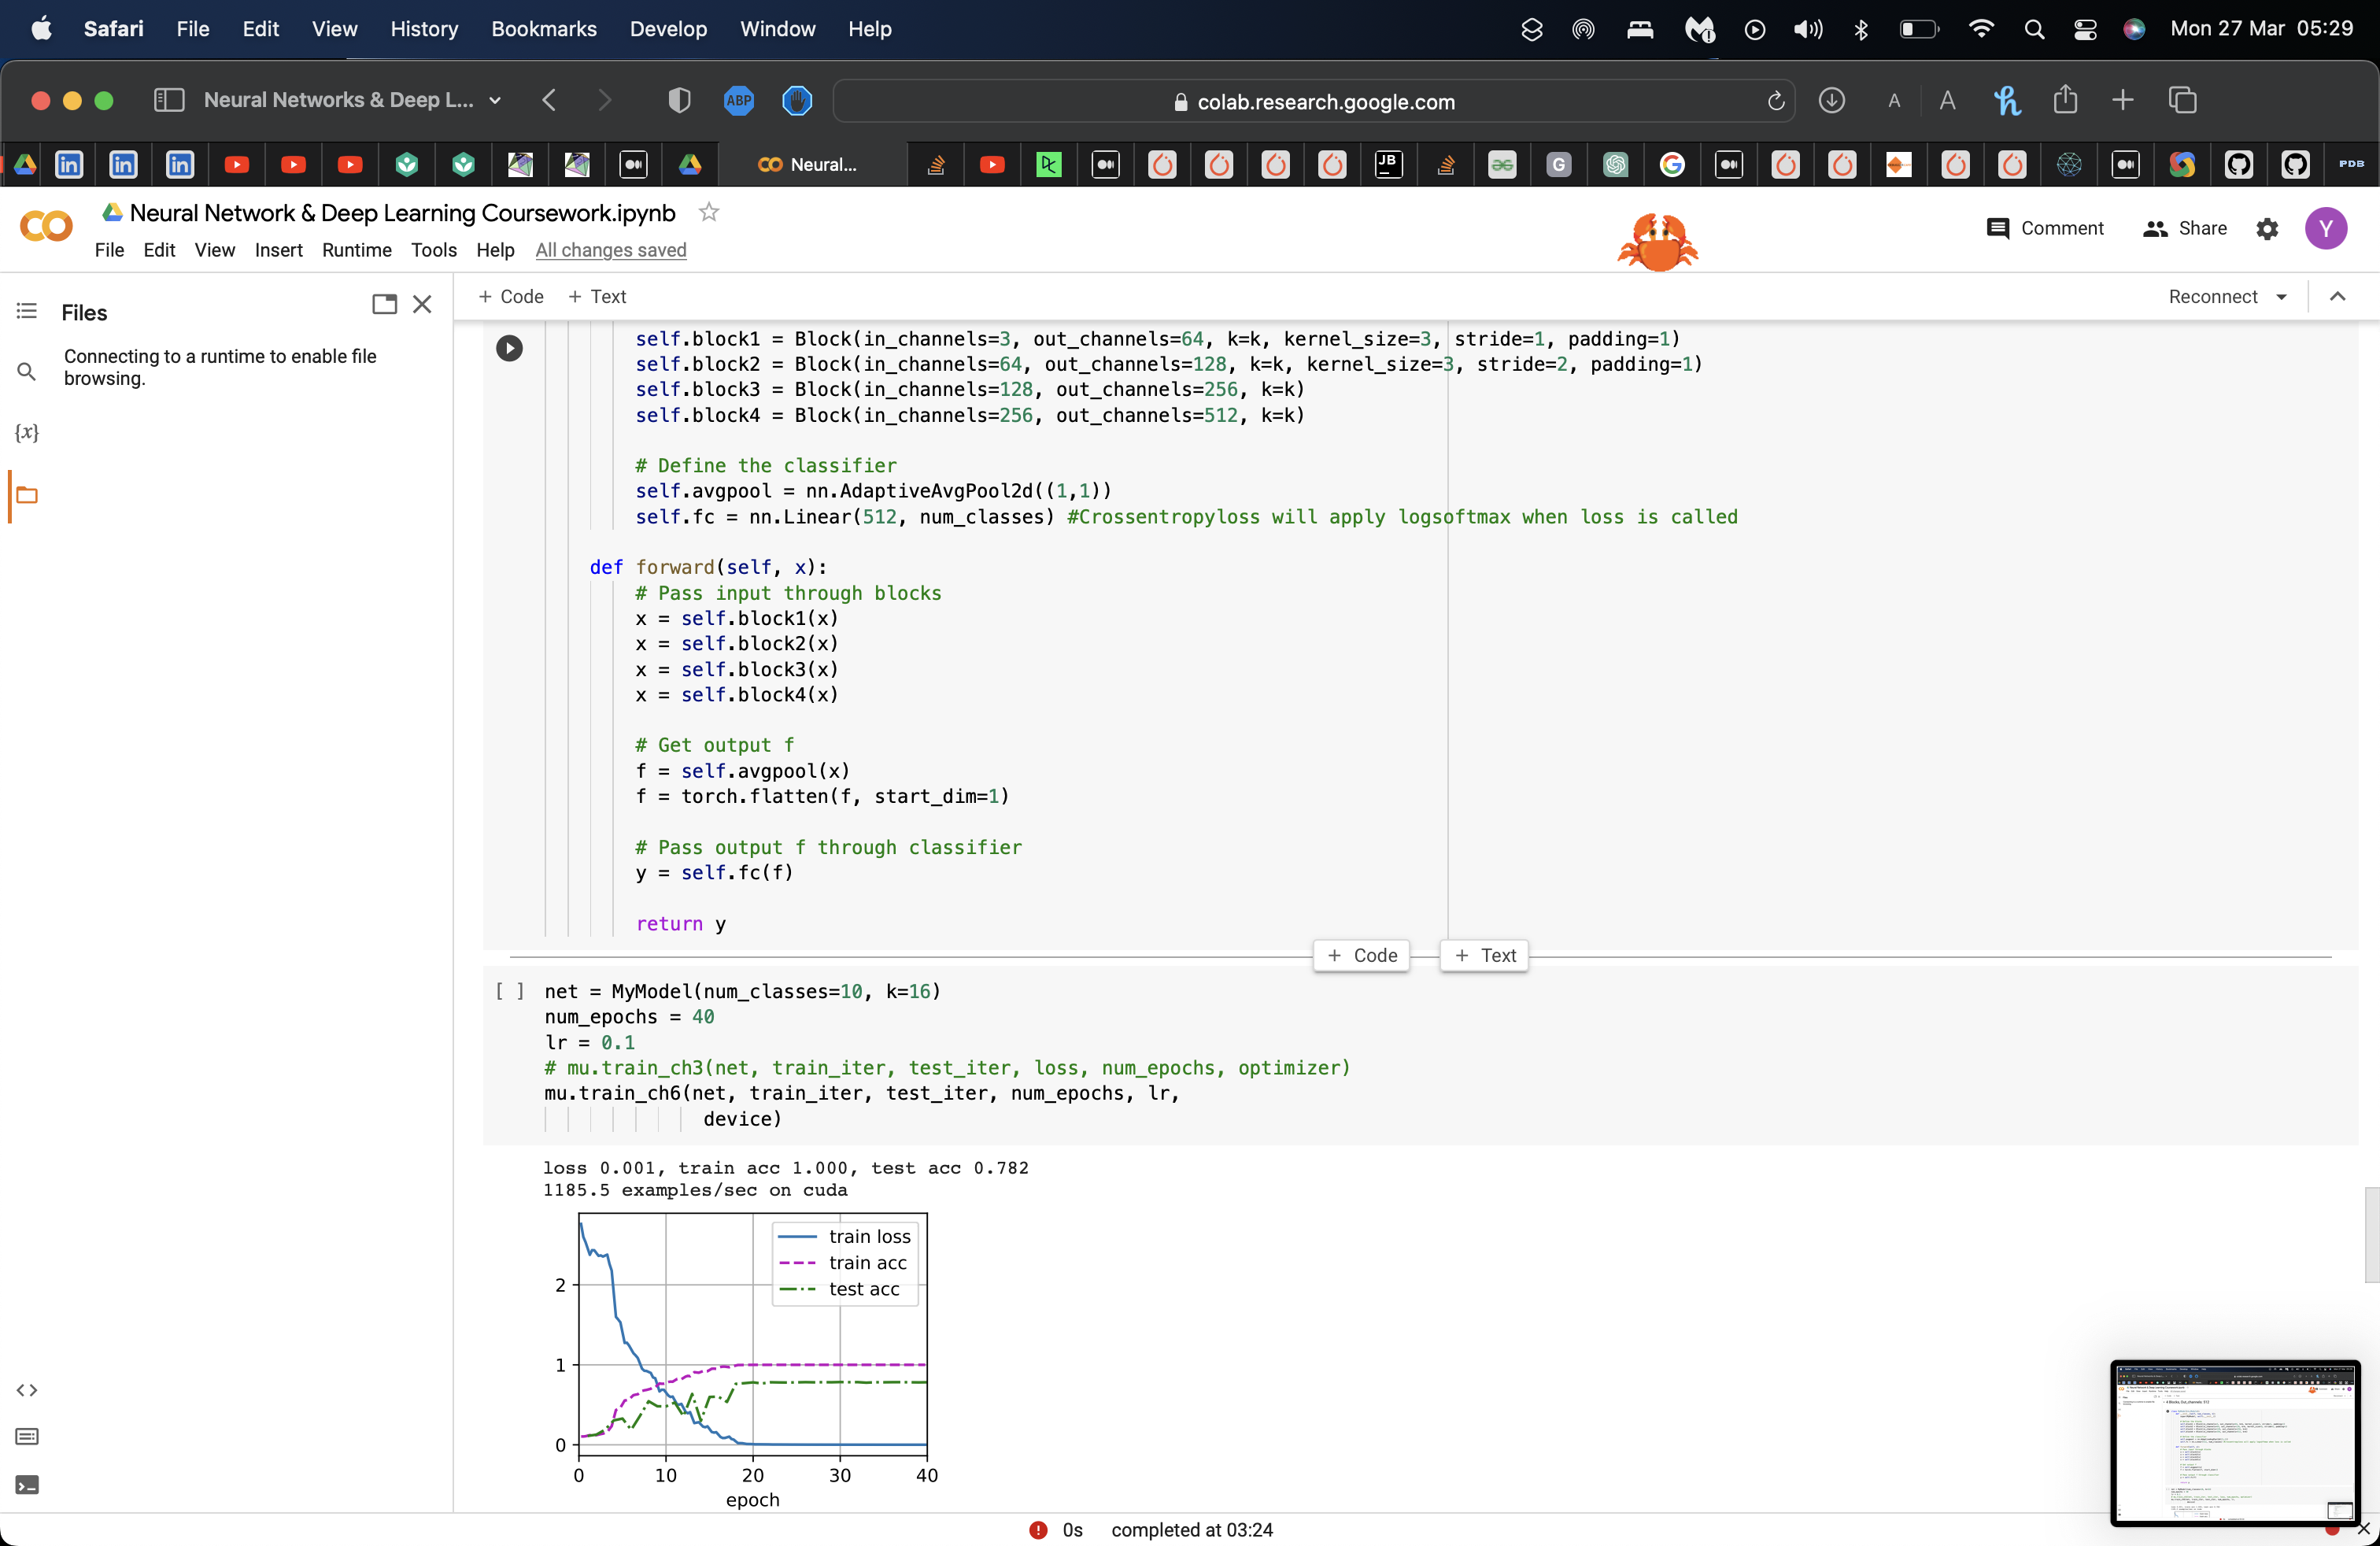 Safari File Edit View History Bookmarks Develop Window Help Mon 27 Mar 05:29
Neural Networks & Deep L... ABP colab.research.google.com A A
Neural... JB G PDB
Neural Network & Deep Learning Coursework.ipynb
Comment Share Y
File Edit View Insert Runtime Tools Help All changes saved
Files
+ Code + Text Reconnect
Connecting to a runtime to enable file
browsing.
{x}
self.block1 = Block(in_channels=3, out_channels=64, k=k, kernel_size=3, stride=1, padding=1)
self.block2 = Block(in_channels=64, out_channels=128, k=k, kernel_size=3, stride=2, padding=1)
self.block3 = Block(in_channels=128, out_channels=256, k=k)
self.block4 = Block(in_channels=256, out_channels=512, k=k)
# Define the classifier
self.avgpool = nn.AdaptiveAvgPool2d((1,1))
self.fc = nn.Linear(512, num_classes) #Crossentropyloss will apply logsoftmax when loss is called
def forward(self, x):
# Pass input through blocks
x = self.block1(x)
x = self.block2(x)
x = self.block3(x)
x = self.block4(x)
# Get output f
f = self.avgpool(x)
f = torch.flatten(f, start_dim=1)
# Pass output f through classifier
y = self.fc(f)
return y
+ Code + Text
[ ] net = MyModel(num_classes=10, k=16)
num_epochs = 40
lr = 0.1
# mu.train_ch3(net, train_iter, test_iter, loss, num_epochs, optimizer)
mu.train_ch6(net, train_iter, test_iter, num_epochs, lr,
device)
loss 0.001, train acc 1.000, test acc 0.782
1185.5 examples/sec on cuda
train loss
train acc
test acc
2
1
0
0 10 20 30 40
epoch
0s completed at 03:24